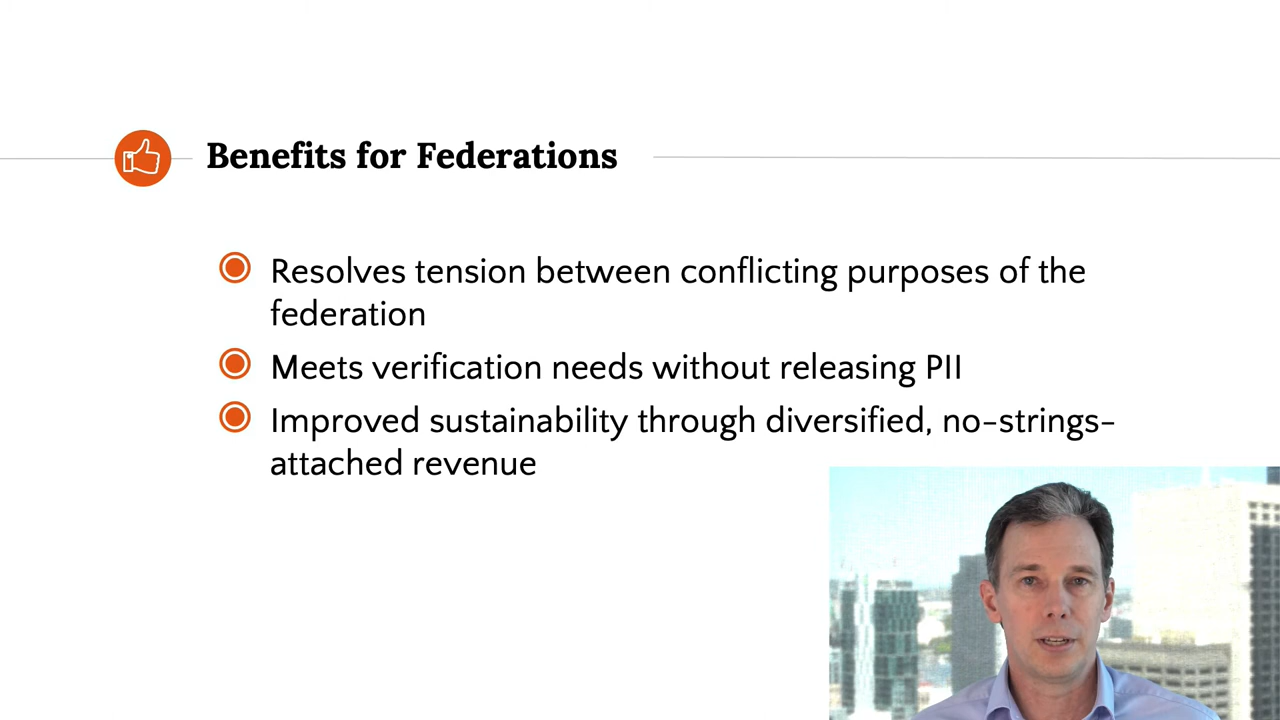 Benefits for Federations
Resolves tension between conflicting purposes of the
federation
Meets verification needs without releasing PII
Improved sustainability through diversified, no-strings-
attached revenue